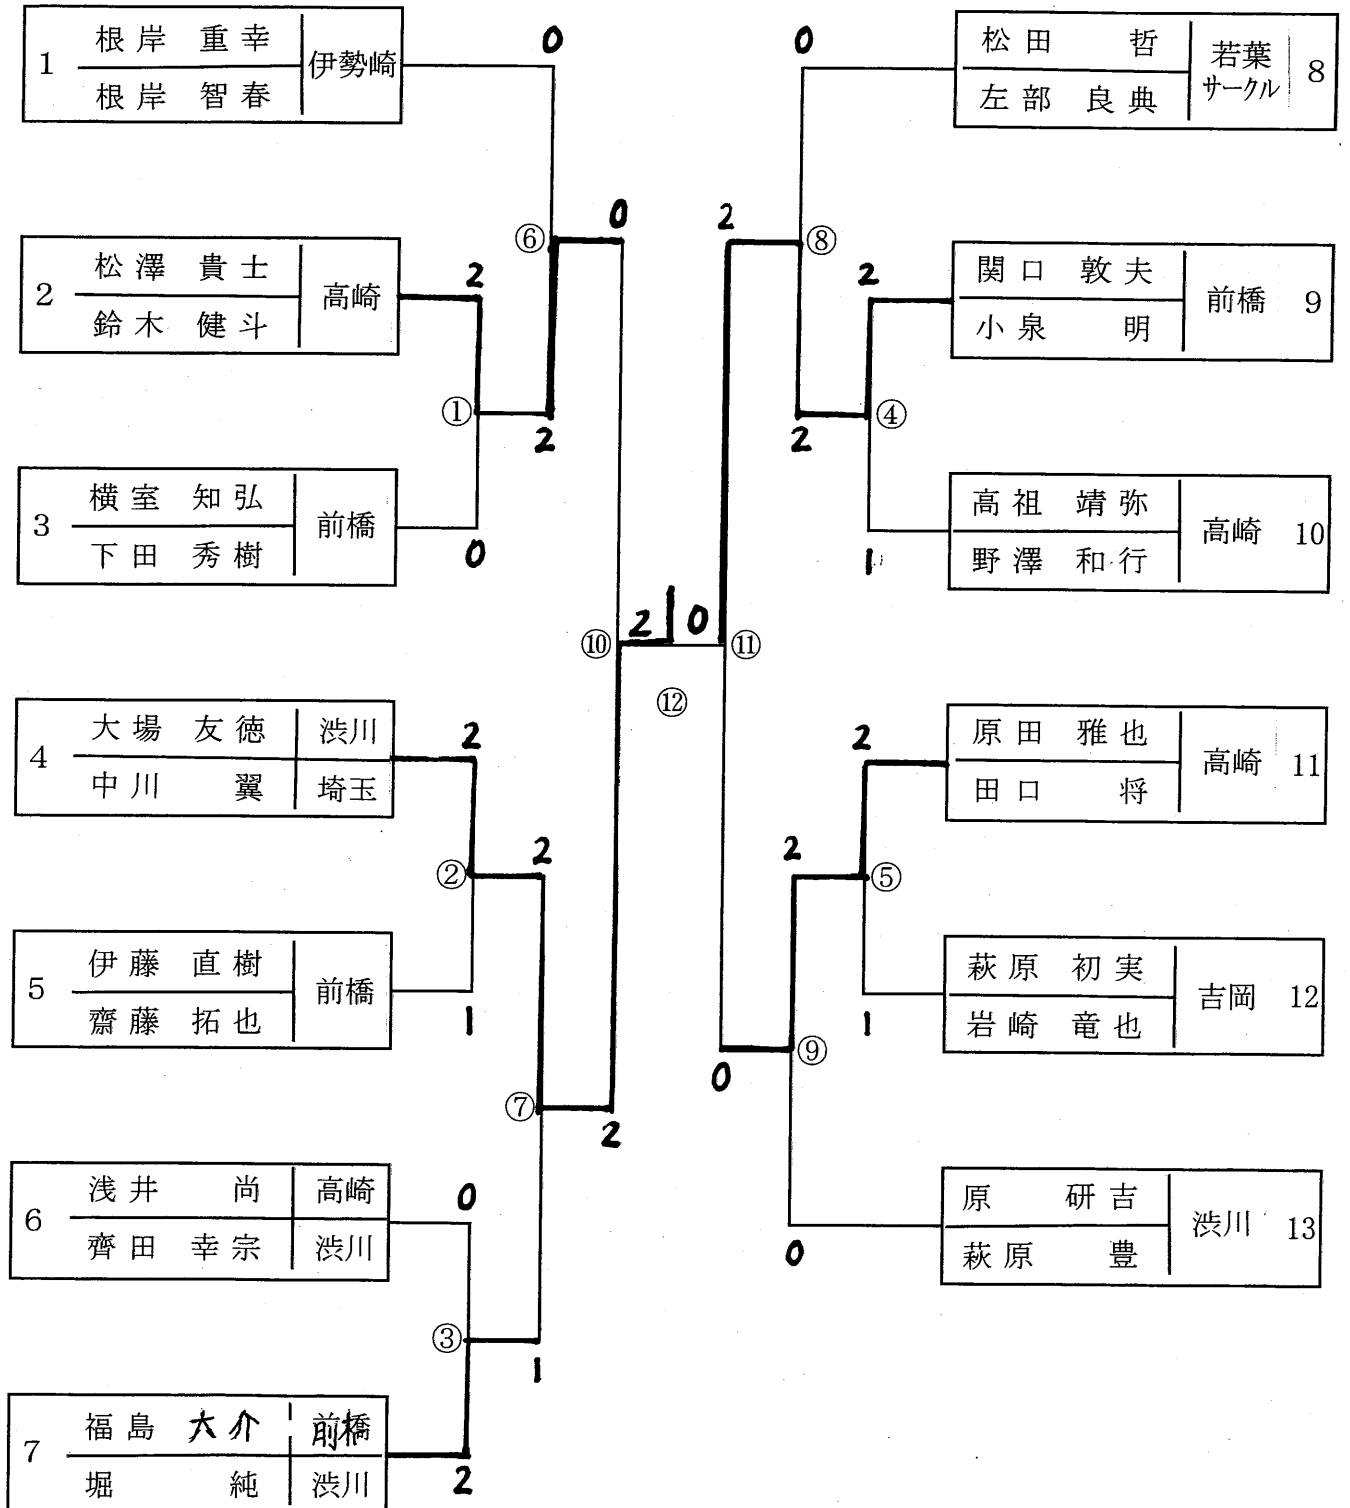 1 根岸 重幸 伊勢崎
根岸 智春
2 松澤 貴士 高崎
鈴木 健斗
3 横室 知弘 前橋
下田 秀樹
4 大場 友徳 渋川
中川 翼 埼玉
5 伊藤 直樹 前橋
齋藤 拓也
6 浅井 尚 高崎
齊田 幸宗 渋川
7 福島 大介 前橋
堀 純 渋川
0
⑥
0
2
①
2
0
⑩
2
②
2
1
⑦
2
0
③
1
2
2 0
⑫
0
2
⑧
2
2
④
1
⑪
2
2
⑤
1
0
⑨
0
松田 哲 若葉 8
左部 良典 サークル
関口 敦夫 前橋 9
小泉 明
高祖 靖弥 高崎 10
野澤 和行
原田 雅也 高崎 11
田口 将
萩原 初実 吉岡 12
岩崎 竜也
原 研吉 渋川 13
萩原 豊